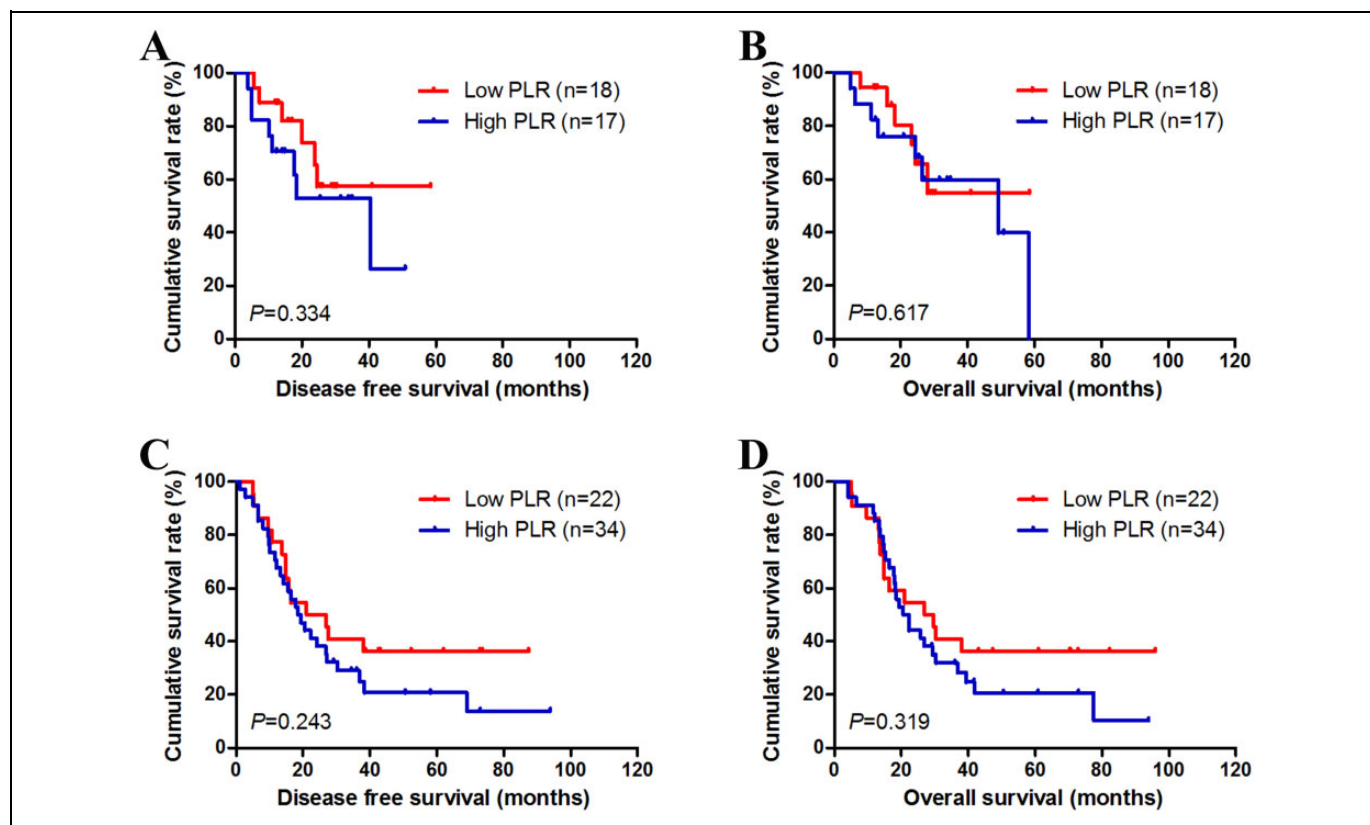 A
Cumulative survival rate (%)
100
80
60
40
20
0
Low PLR (n=18)
High PLR (n=17)
P=0.334
0 20 40 60 80 100 120
Disease free survival (months)
B
Cumulative survival rate (%)
100
80
60
40
20
0
Low PLR (n=18)
High PLR (n=17)
P=0.617
0 20 40 60 80 100 120
Overall survival (months)
C
Cumulative survival rate (%)
100
80
60
40
20
0
Low PLR (n=22)
High PLR (n=34)
P=0.243
0 20 40 60 80 100 120
Disease free survival (months)
D
Cumulative survival rate (%)
100
80
60
40
20
0
Low PLR (n=22)
High PLR (n=34)
P=0.319
0 20 40 60 80 100 120
Overall survival (months)